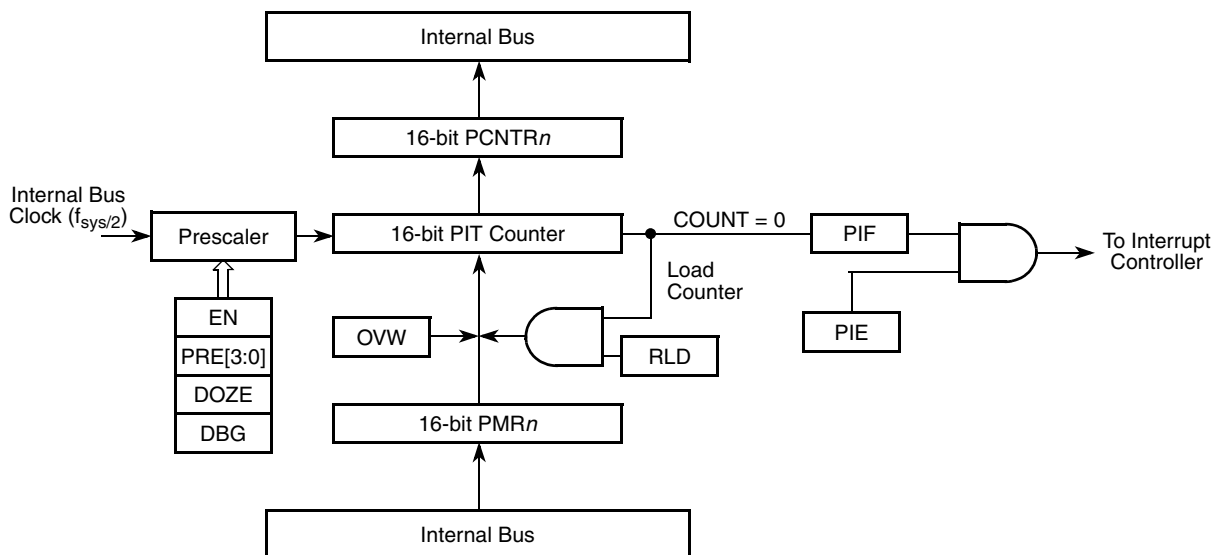 Internal Bus
16-bit PCNTRn
Internal Bus
Clock (fsys/2)
Prescaler
16-bit PIT Counter
COUNT = 0
PIF
To Interrupt
Controller
Load
Counter
EN
PRE[3:0]
DOZE
DBG
OVW
RLD
PIE
16-bit PMRn
Internal Bus